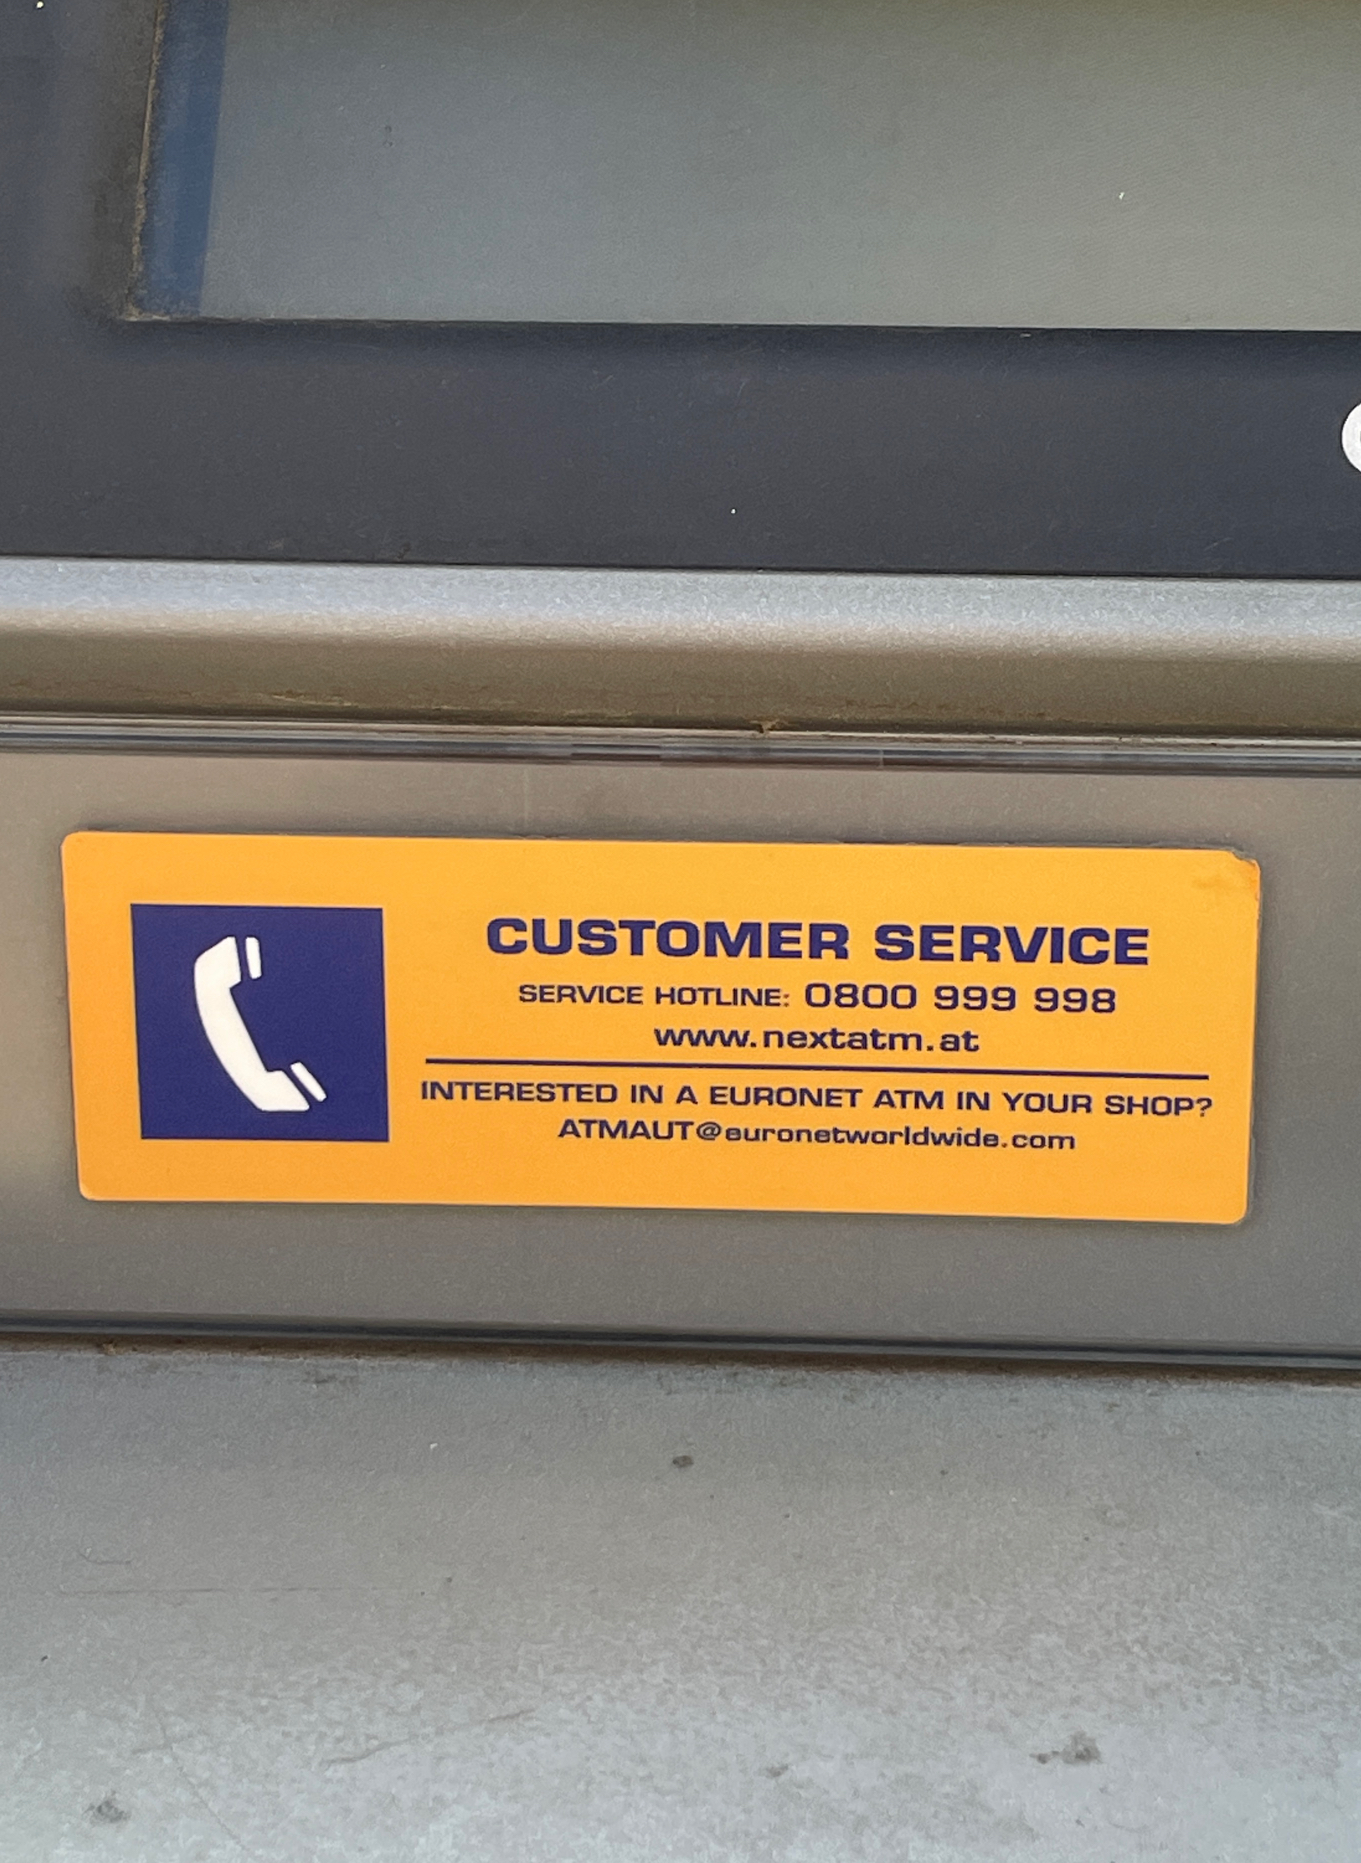 CUSTOMER SERVICE
SERVICE HOTLINE: 0800 999 998
www.nextatm.at
INTERESTED IN A EURONET ATM IN YOUR SHOP?
ATMAUT@euronetworldwide.com